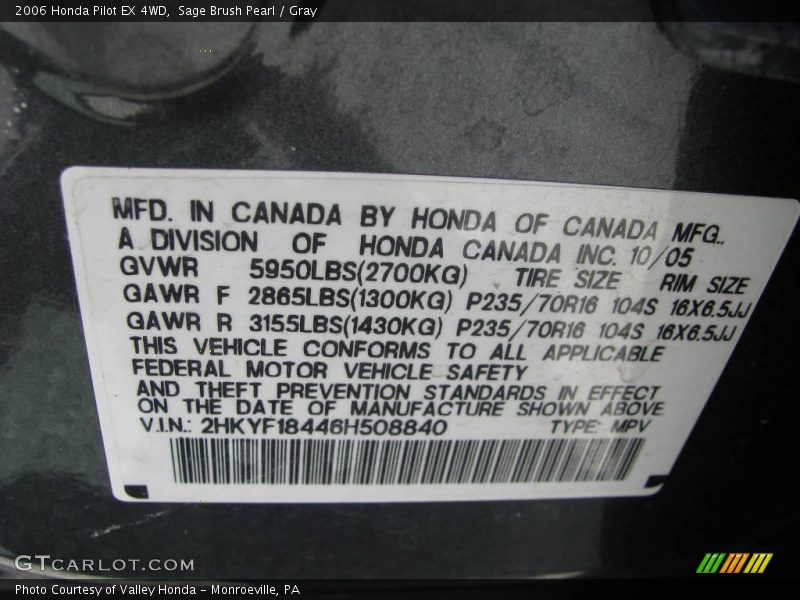 2006 Honda Pilot EX 4WD,  Sage Brush Pearl / Gray
MFD. IN CANADA BY HONDA OF CANADA MFG.,
A DIVISION OF HONDA CANADA INC. 10/05
GVWR 5950LBS(2700KG) TIRE SIZE RIM SIZE
GAWR F 2865LBS(1300KG) P235/70R16 104S 16X6.5JJ
GAWR R 3155LBS(1430KG) P235/70R16 104S 16X6.5JJ
THIS VEHICLE CONFORMS TO ALL APPLICABLE
FEDERAL MOTOR VEHICLE SAFETY
AND THEFT PREVENTION STANDARDS IN EFFECT
ON THE DATE OF MANUFACTURE SHOWN ABOVE
V.I.N.: 2HKYF18446H508840 TYPE: MPV
GTCARLOT.COM
Photo Courtesy of Valley Honda - Monroeville, PA